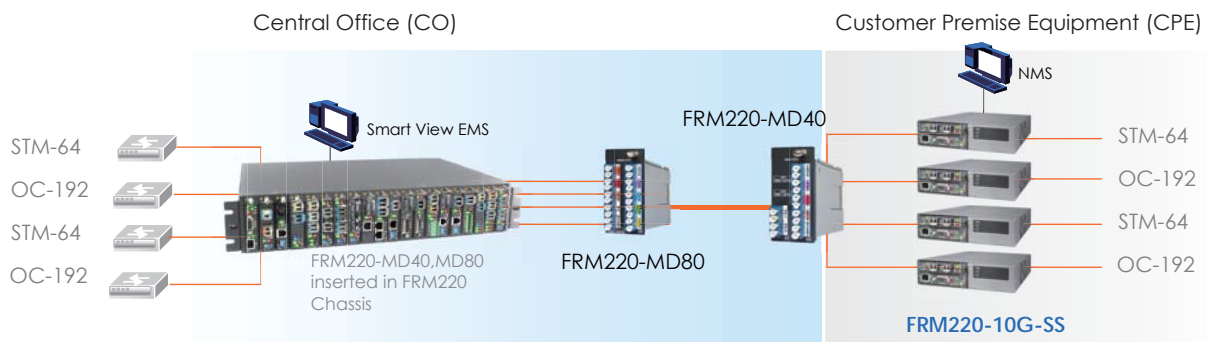 Central Office (CO)
Customer Premise Equipment (CPE)
NMS
FRM220-MD40
Smart View EMS
STM-64
OC-192
STM-64
OC-192
STM-64
OC-192
STM-64
OC-192
FRM220-MD40,MD80
inserted in FRM220
Chassis
FRM220-MD80
FRM220-10G-SS